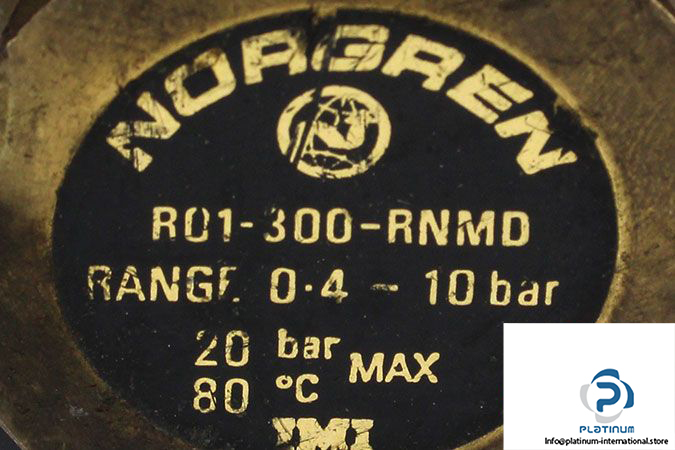 NORGREN
R01-300-RNMD
RANGE 0·4 - 10 bar
20 bar
80 °C MAX
IMI
PLATINUM
Info@platinum-international.store